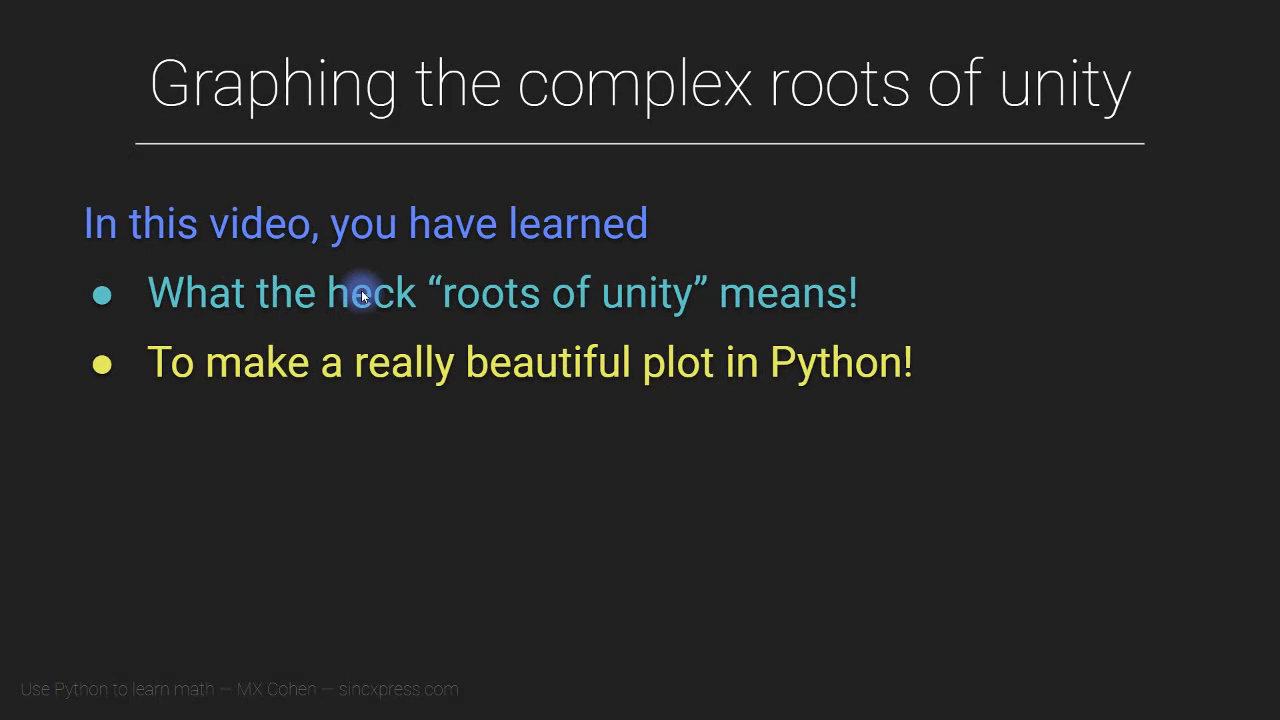 Graphing the complex roots of unity
In this video, you have learned
● What the heck “roots of unity” means!
● To make a really beautiful plot in Python!
Use Python to learn math — MX Cohen — sincxpress.com